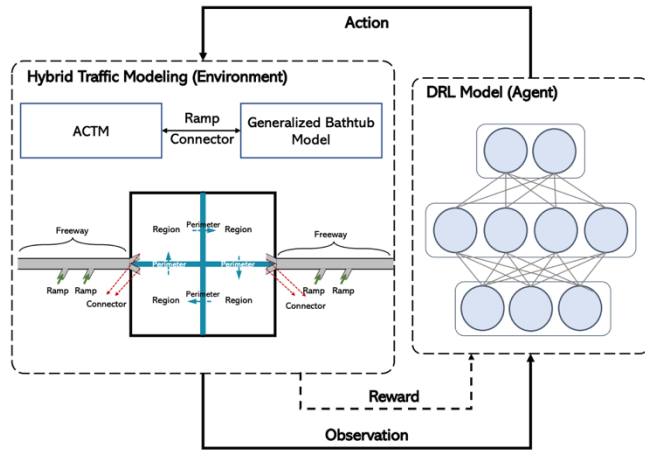 Action
Hybrid Traffic Modeling (Environment)
DRL Model (Agent)
ACTM
Ramp
Connector
Generalized Bathtub
Model
Freeway
Region
Perimeter
Region
Freeway
Perimeter
Perimeter
Ramp
Ramp
Connector
Region
Perimeter
Region
Connector
Ramp
Ramp
Reward
Observation